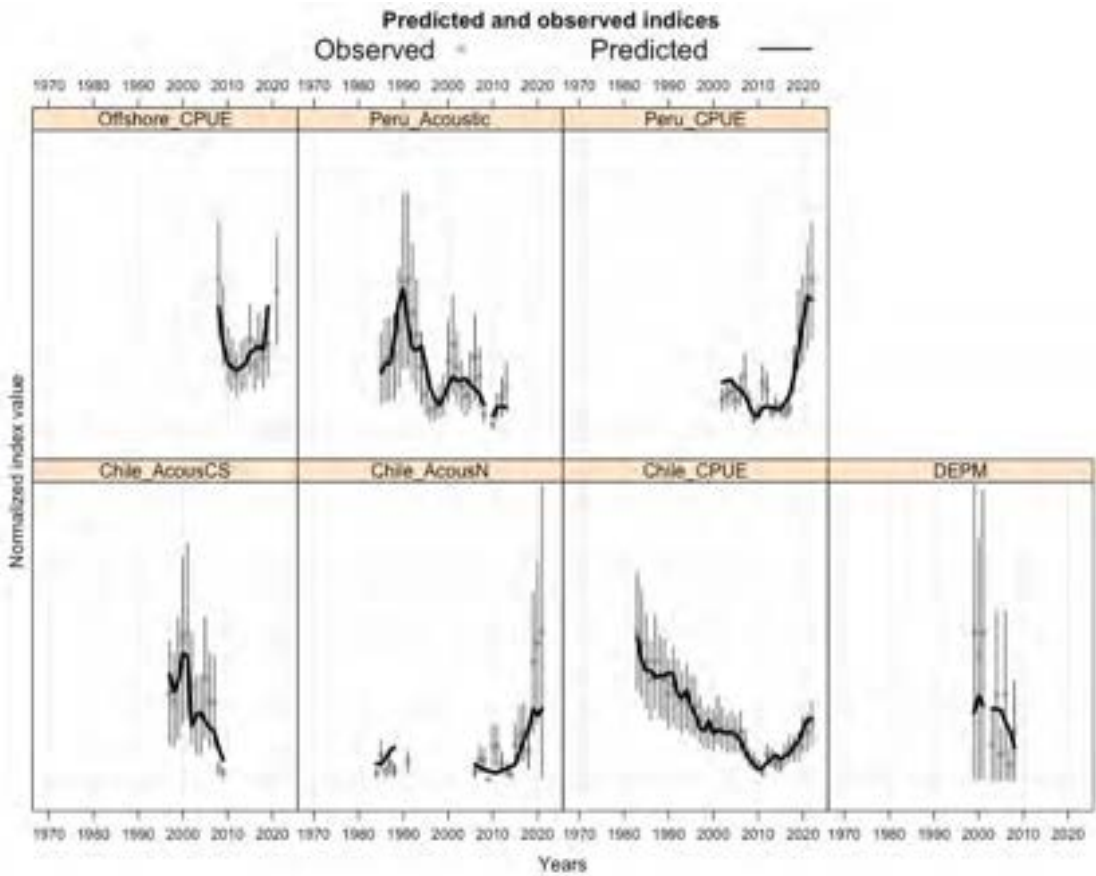 Predicted and observed indices
Observed Predicted
1970 1980 1990 2000 2010 2020 1970 1980 1990 2000 2010 2020 1970 1980 1990 2000 2010 2020
Offshore_CPUE Peru_Acoustic Peru_CPUE
Normalized index value
Chile_AcousCS Chile_AcousN Chile_CPUE DEPM
1970 1980 1990 2000 2010 2020 1970 1980 1990 2000 2010 2020 1970 1980 1990 2000 2010 2020 1970 1980 1990 2000 2010 2020
Years